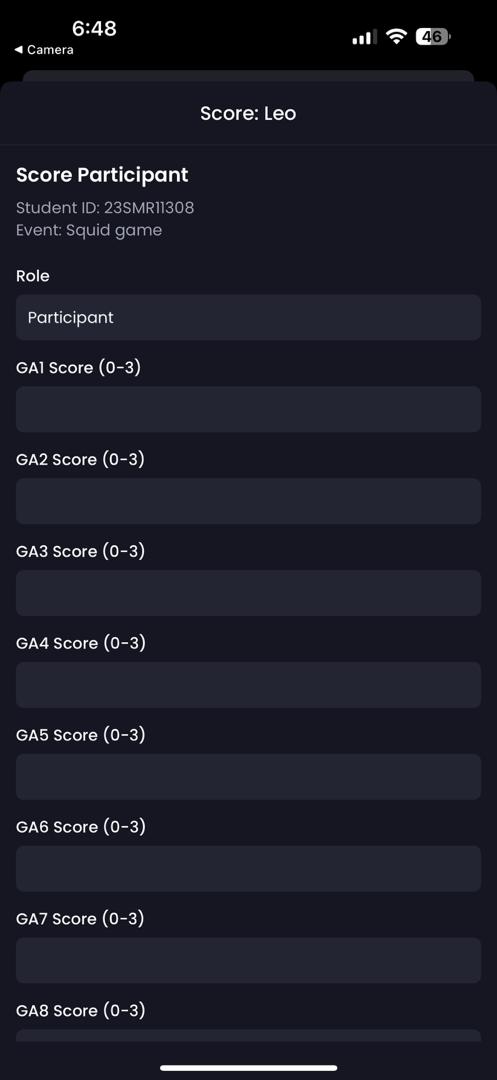 6:48
46
◀ Camera
Score: Leo
Score Participant
Student ID: 23SMR11308
Event: Squid game
Role
Participant
GA1 Score (0-3)
GA2 Score (0-3)
GA3 Score (0-3)
GA4 Score (0-3)
GA5 Score (0-3)
GA6 Score (0-3)
GA7 Score (0-3)
GA8 Score (0-3)